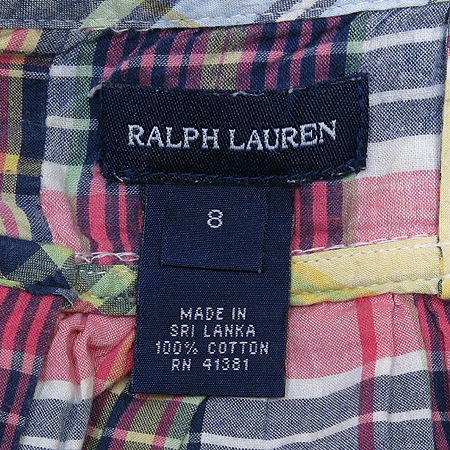 RALPH LAUREN
8
MADE IN
SRI LANKA
100% COTTON
RN 41381